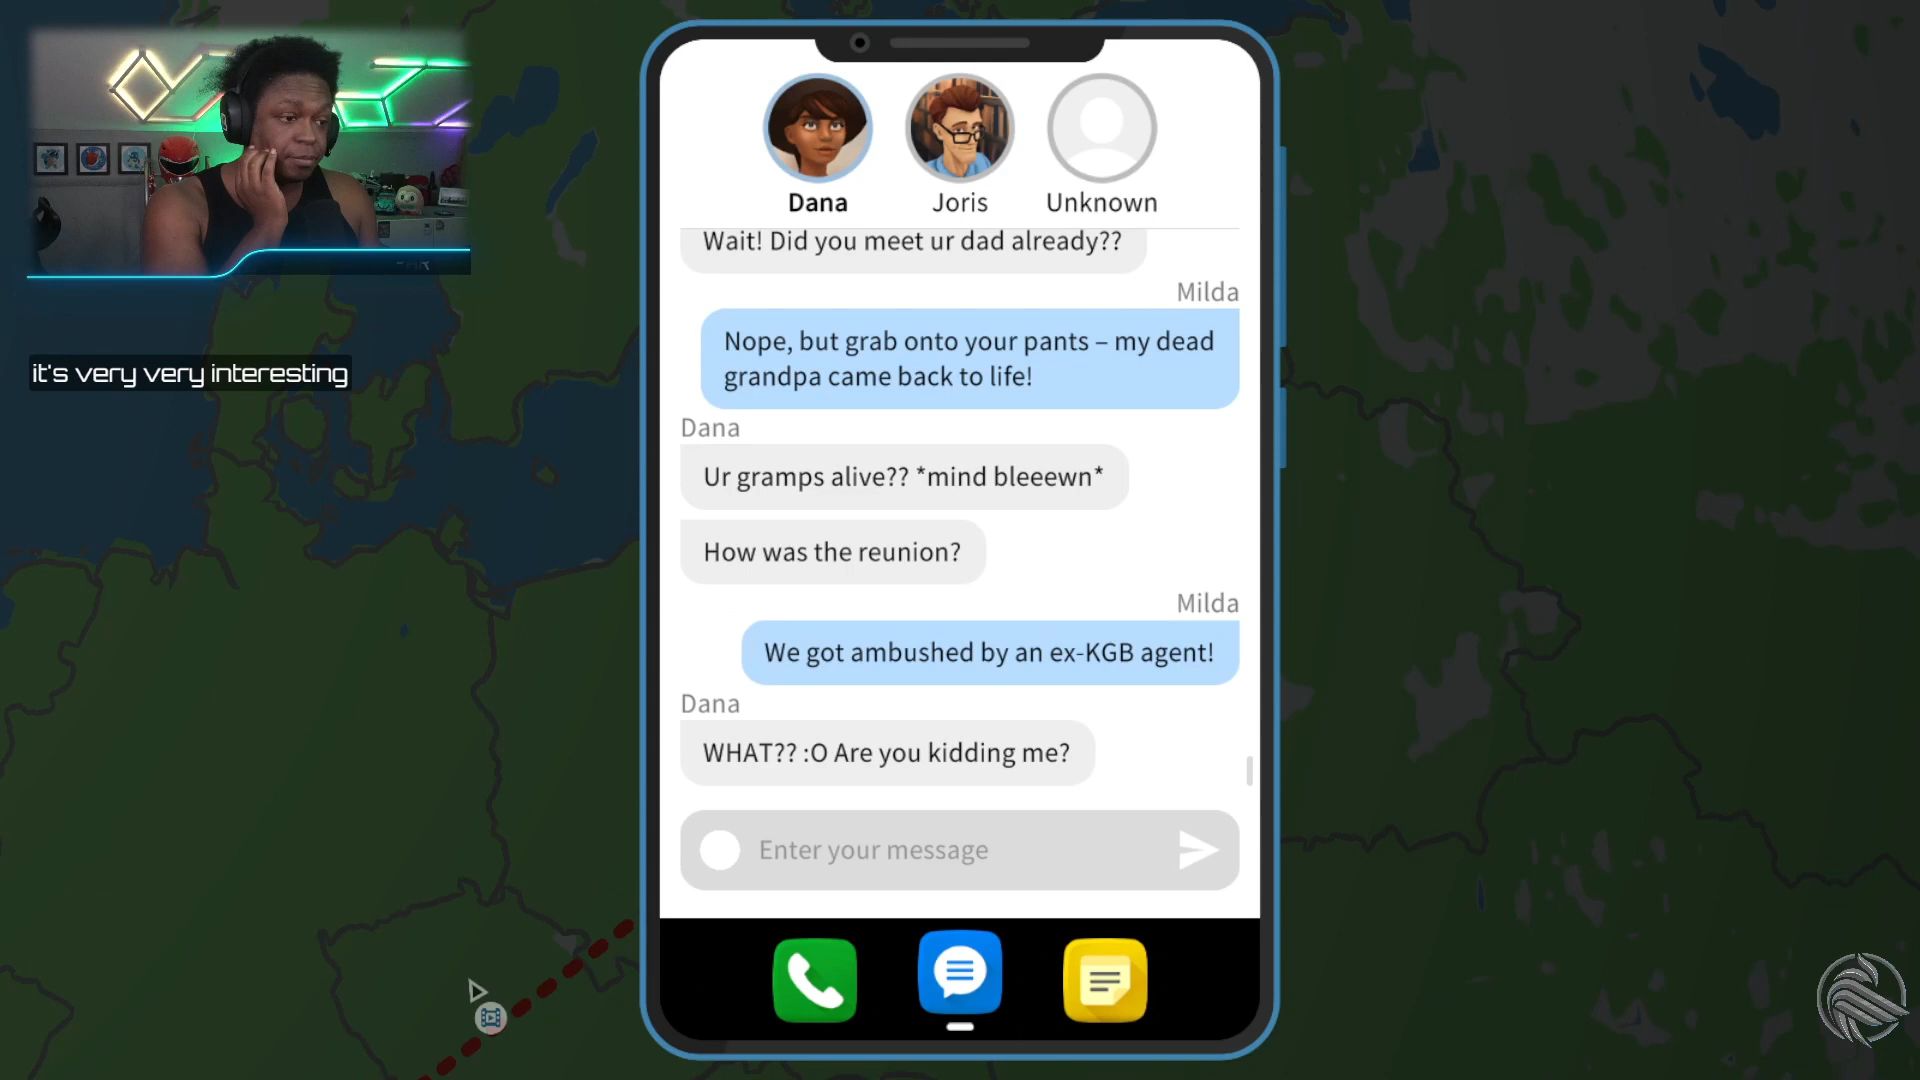 it's very very interesting
Dana
Joris
Unknown
Wait! Did you meet ur dad already??
Milda
Nope, but grab onto your pants – my dead
grandpa came back to life!
Dana
Ur gramps alive?? *mind bleeewn*
How was the reunion?
Milda
We got ambushed by an ex-KGB agent!
Dana
WHAT?? :O Are you kidding me?
Enter your message